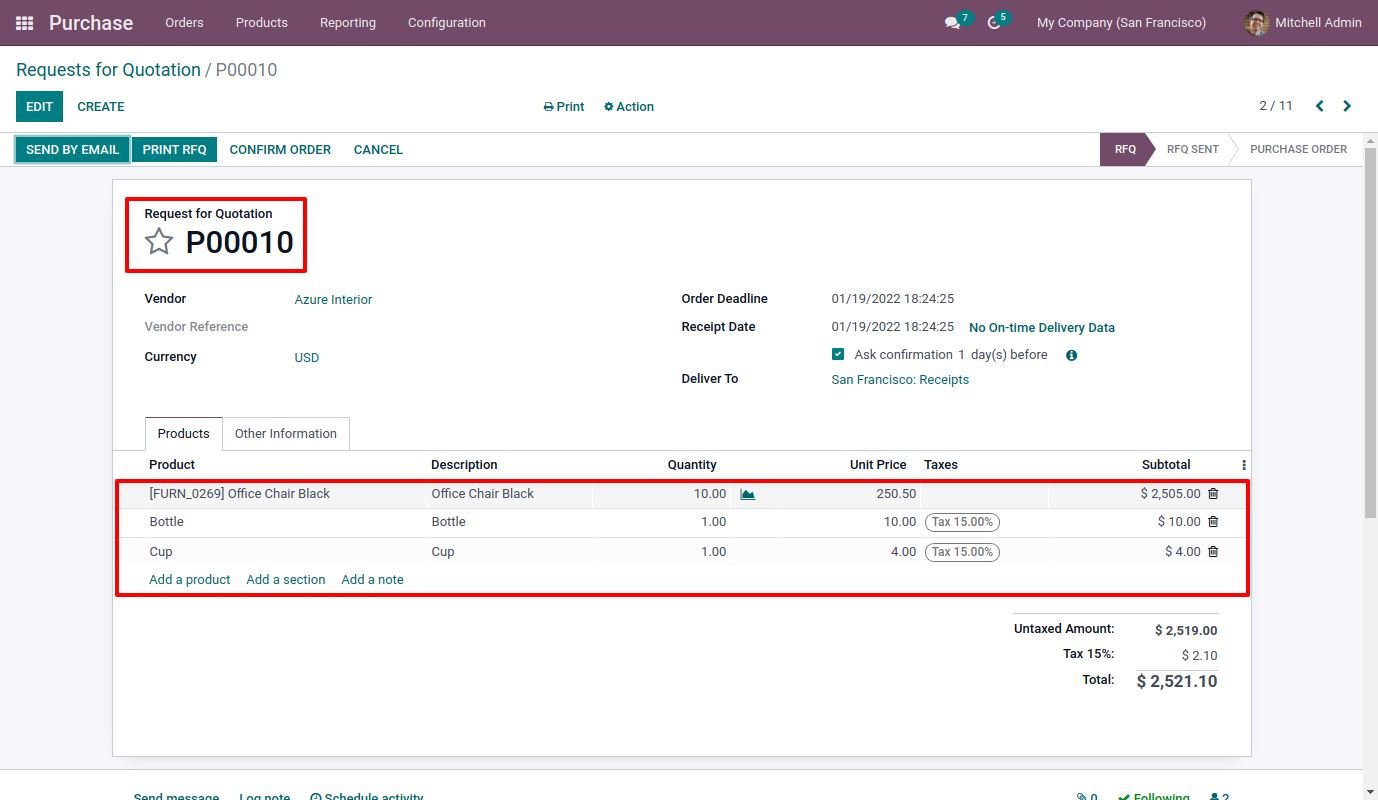 Purchase Orders Products Reporting Configuration 7 5 My Company (San Francisco) Mitchell Admin
Requests for Quotation / P00010
EDIT CREATE Print Action 2 / 11
SEND BY EMAIL PRINT RFQ CONFIRM ORDER CANCEL RFQ RFQ SENT PURCHASE ORDER
Request for Quotation
P00010
Vendor Azure Interior Order Deadline 01/19/2022 18:24:25
Vendor Reference Receipt Date 01/19/2022 18:24:25 No On-time Delivery Data
Currency USD Ask confirmation 1 day(s) before
Deliver To San Francisco: Receipts
Products Other Information
Product Description Quantity Unit Price Taxes Subtotal
[FURN_0269] Office Chair Black Office Chair Black 10.00 250.50 $ 2,505.00
Bottle Bottle 1.00 10.00 Tax 15.00% $ 10.00
Cup Cup 1.00 4.00 Tax 15.00% $ 4.00
Add a product Add a section Add a note
Untaxed Amount: $ 2,519.00
Tax 15%: $ 2.10
Total: $ 2,521.10
Send message Log note Schedule activity 0 Following 2